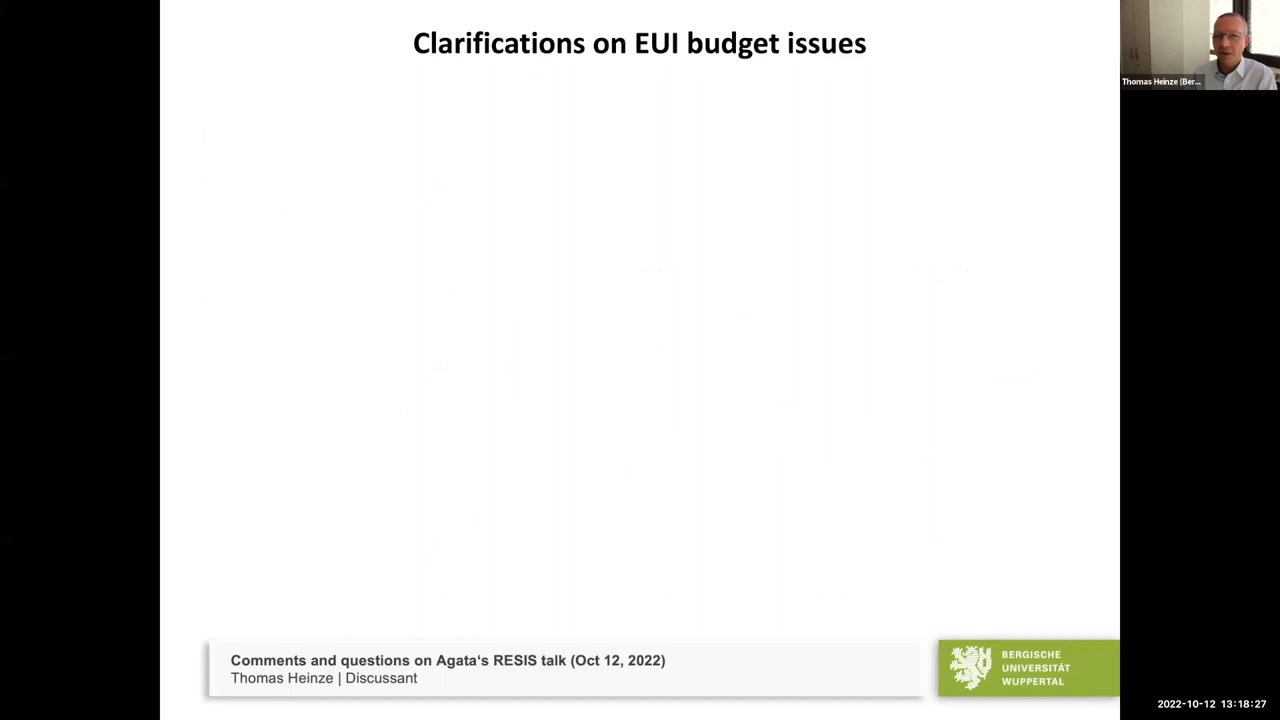 Clarifications on EUI budget issues
Thomas Heinze (Ber...
Comments and questions on Agata‘s RESIS talk (Oct 12, 2022)
Thomas Heinze | Discussant
BERGISCHE
UNIVERSITÄT
WUPPERTAL
2022-10-12 13:18:27